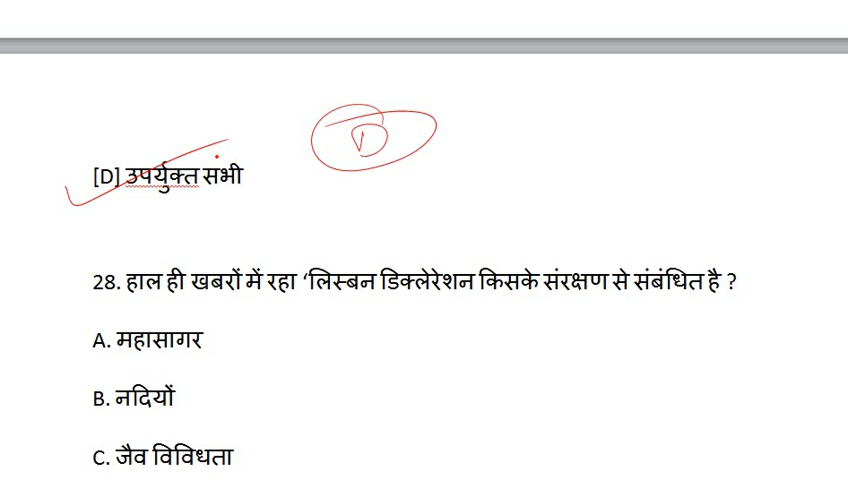 D
[D] उपर्युक्त सभी
28. हाल ही खबरों में रहा ‘लिस्बन डिक्लेरेशन किसके संरक्षण से संबंधित है ?
A. महासागर
B. नदियों
C. जैव विविधता